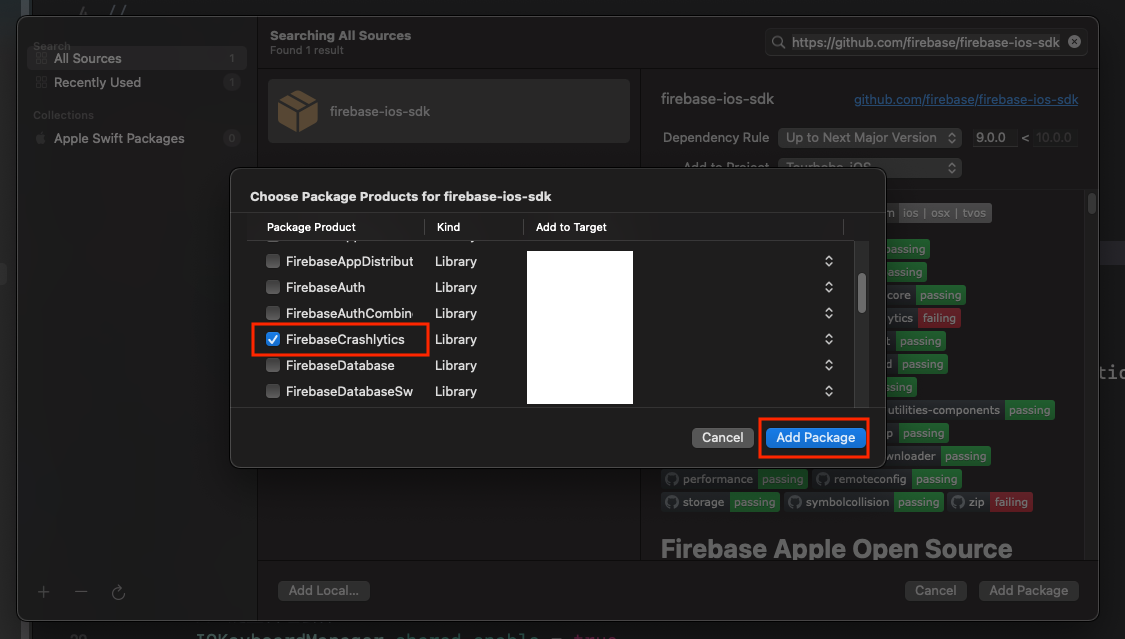 4 //
Search
All Sources 1
Recently Used 1
Collections
Apple Swift Packages 0
Searching All Sources
Found 1 result
https://github.com/firebase/firebase-ios-sdk
firebase-ios-sdk
firebase-ios-sdk
github.com/firebase/firebase-ios-sdk
Dependency Rule Up to Next Major Version 9.0.0 < 10.0.0
Add to Project
Choose Package Products for firebase-ios-sdk
Package Product Kind Add to Target
FirebaseAppDistribut Library
FirebaseAuth Library
FirebaseAuthCombin Library
FirebaseCrashlytics Library
FirebaseDatabase Library
FirebaseDatabaseSw Library
Cancel Add Package
ios | osx | tvos
passing
passing
core passing
ytics failing
passing
passing
passing
utilities-components passing
passing
wnloader passing
performance passing remoteconfig passing
storage passing symbolcollision passing zip failing
Firebase Apple Open Source
Add Local...
Cancel Add Package
IQKeyboardManager.shared.enable = true